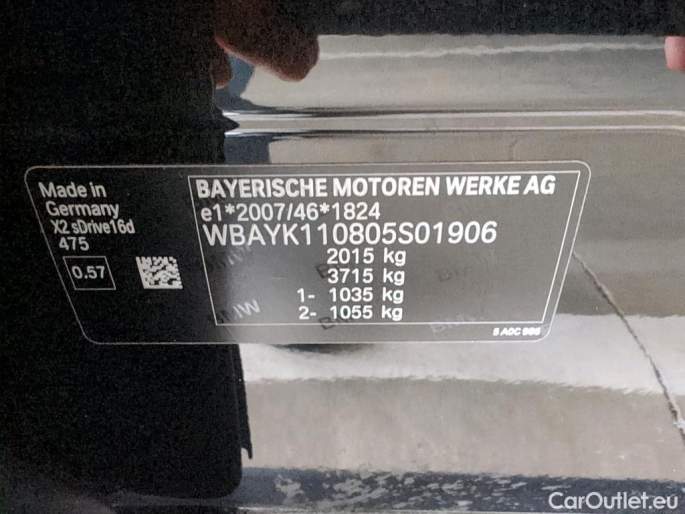 Made in
Germany
X2 sDrive16d
475
0.57
BAYERISCHE MOTOREN WERKE AG
e1*2007/46*1824
WBAYK110805S01906
2015 kg
3715 kg
1- 1035 kg
2- 1055 kg
BMW
CarOutlet.eu